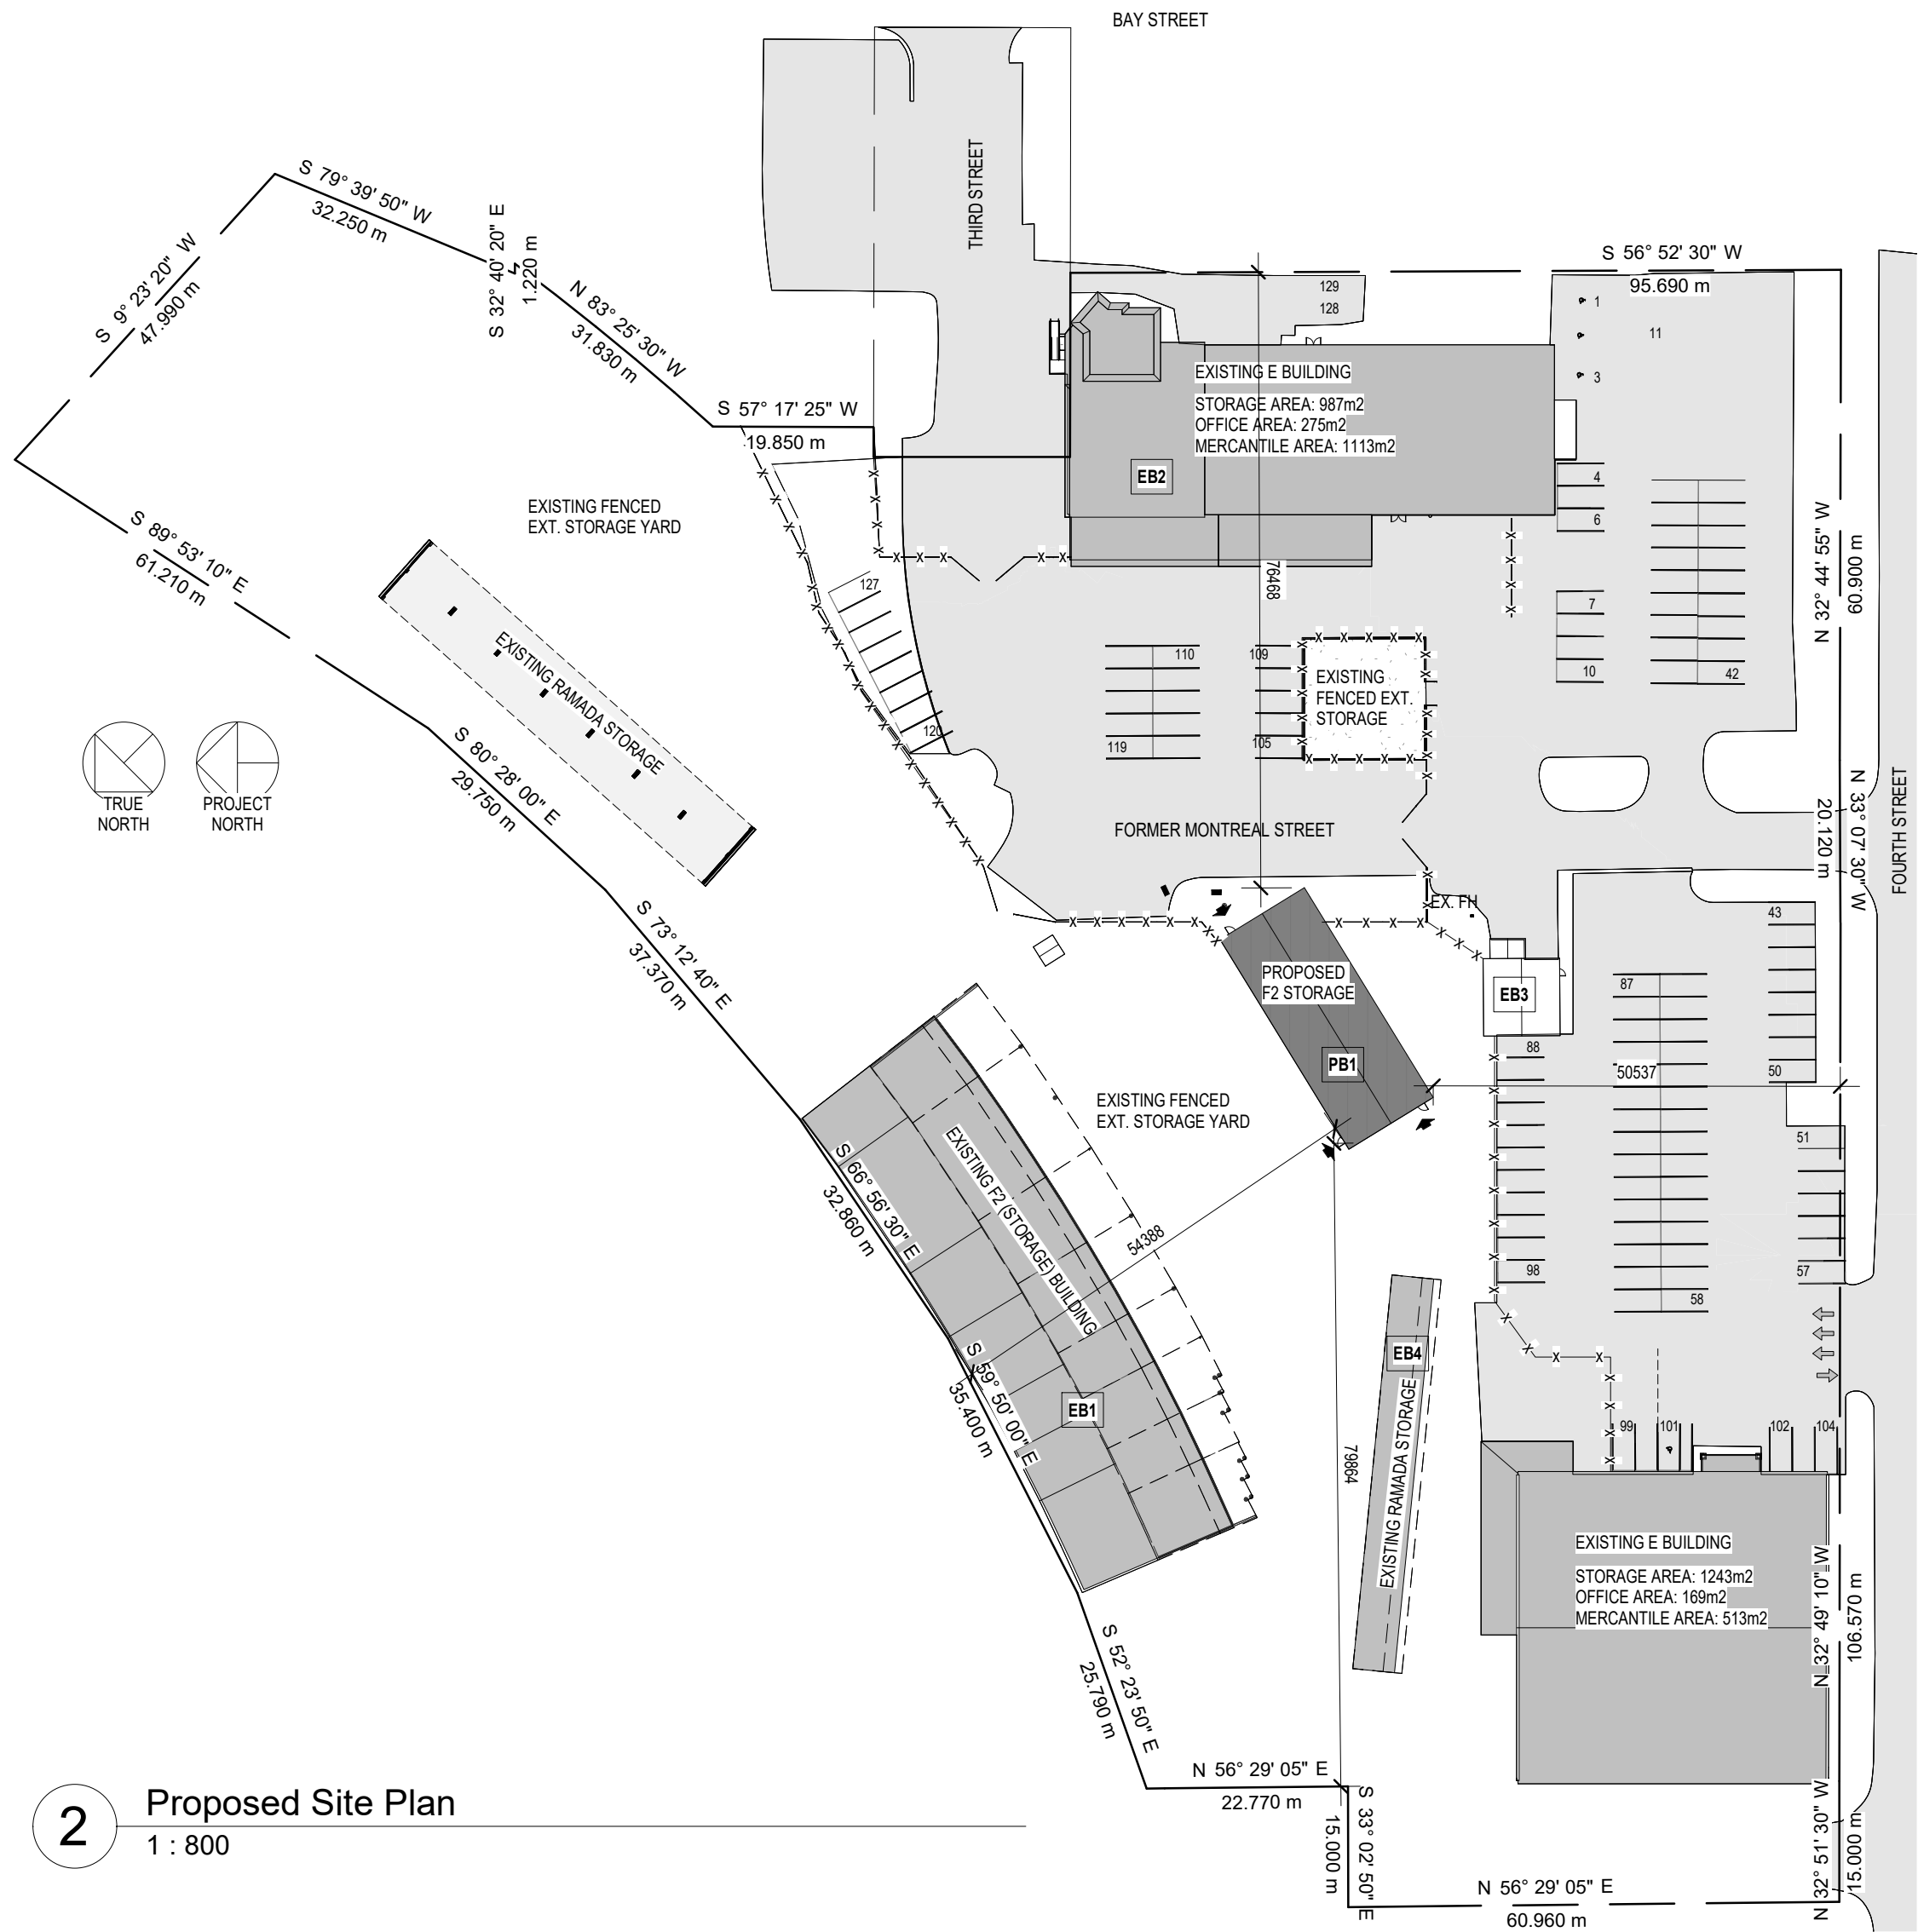 BAY STREET
THIRD STREET
S 79° 39' 50" W
32.250 m
S 32° 40' 20" E
1.220 m
S 9° 23' 20" W
47.990 m
N 83° 25' 30" W
31.830 m
S 57° 17' 25" W
19.850 m
S 56° 52' 30" W
95.690 m
129
128
1
11
3
EXISTING E BUILDING
STORAGE AREA: 987m2
OFFICE AREA: 275m2
MERCANTILE AREA: 1113m2
EB2
4
6
7
10
42
N 32° 44' 55" W
60.900 m
EXISTING FENCED
EXT. STORAGE YARD
S 89° 53' 10" E
61.210 m
EXISTING RAMADA STORAGE
127
120
76468
110
109
119
105
EXISTING
FENCED EXT.
STORAGE
TRUE
NORTH
PROJECT
NORTH
S 80° 28' 00" E
29.750 m
FORMER MONTREAL STREET
N 33° 07' 30" W
20.120 m
FOURTH STREET
S 73° 12' 40" E
37.370 m
EX. FH
43
PROPOSED
F2 STORAGE
PB1
EB3
87
88
50537
50
EXISTING FENCED
EXT. STORAGE YARD
51
S 66° 56' 30" E
32.860 m
EXISTING F2 (STORAGE) BUILDING
54388
98
57
58
EB4
EXISTING RAMADA STORAGE
S 59° 50' 00" E
35.400 m
EB1
99
101
102
104
79864
EXISTING E BUILDING
STORAGE AREA: 1243m2
OFFICE AREA: 169m2
MERCANTILE AREA: 513m2
N 32° 49' 10" W
106.570 m
S 52° 23' 50" E
25.790 m
N 56° 29' 05" E
22.770 m
S 33° 02' 50" E
15.000 m
N 32° 51' 30" W
15.000 m
N 56° 29' 05" E
60.960 m
2
Proposed Site Plan
1 : 800